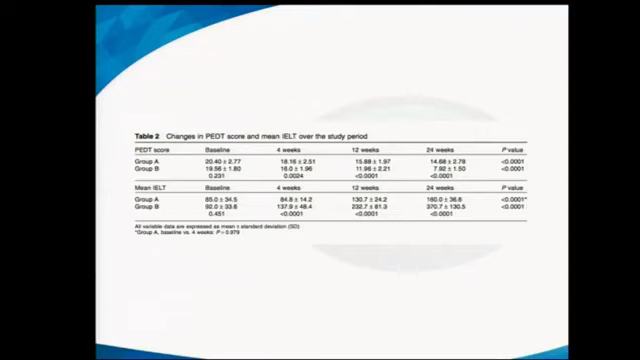 Table 2 Changes in PEDT score and mean IELT over the study period
PEDT score Baseline 4 weeks 12 weeks 24 weeks P value
Group A 20.40 ± 2.77 18.16 ± 2.51 15.88 ± 1.97 14.68 ± 2.78 <0.0001
Group B 19.56 ± 1.80 16.0 ± 1.96 11.96 ± 2.21 7.92 ± 1.50 <0.0001
0.231 0.0024 <0.0001 <0.0001
Mean IELT Baseline 4 weeks 12 weeks 24 weeks P value
Group A 85.0 ± 34.5 84.8 ± 14.2 130.7 ± 24.2 160.0 ± 36.8 <0.0001*
Group B 92.0 ± 33.8 137.9 ± 48.4 232.7 ± 81.3 370.7 ± 130.5 <0.0001
0.451 <0.0001 <0.0001 <0.0001
All variable data are expressed as mean ± standard deviation (SD)
*Group A, baseline vs. 4 weeks: P = 0.979